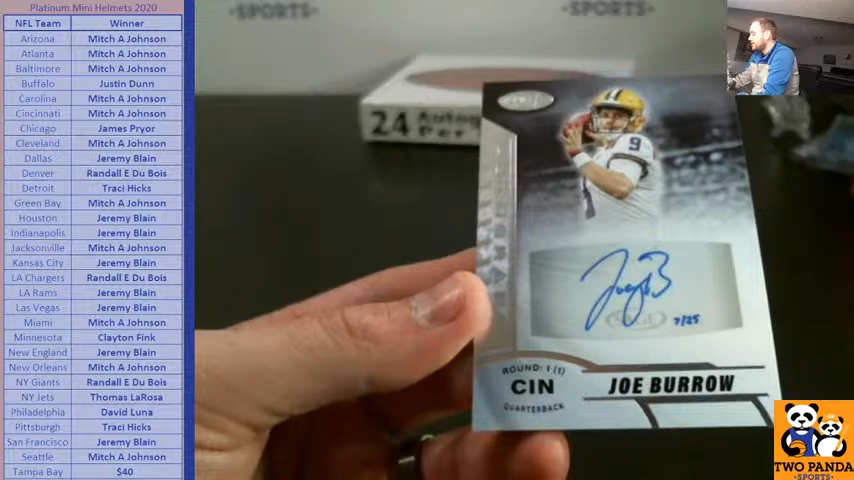 Platinum Mini Helmets 2020
NFL Team Winner
Arizona Mitch A Johnson
Atlanta Mitch A Johnson
Baltimore Mitch A Johnson
Buffalo Justin Dunn
Carolina Mitch A Johnson
Cincinnati Mitch A Johnson
Chicago James Pryor
Cleveland Mitch A Johnson
Dallas Jeremy Blain
Denver Randall E Du Bois
Detroit Traci Hicks
Green Bay Mitch A Johnson
Houston Jeremy Blain
Indianapolis Jeremy Blain
Jacksonville Mitch A Johnson
Kansas City Jeremy Blain
LA Chargers Randall E Du Bois
LA Rams Jeremy Blain
Las Vegas Jeremy Blain
Miami Mitch A Johnson
Minnesota Clayton Fink
New England Jeremy Blain
New Orleans Mitch A Johnson
NY Giants Randall E Du Bois
NY Jets Thomas LaRosa
Philadelphia David Luna
Pittsburgh Traci Hicks
San Francisco Jeremy Blain
Seattle Mitch A Johnson
Tampa Bay $40
•SPORTS•
•SPORTS•
24 Autog
Per
9
JoeyB
SAGE
7/25
ROUND: 1 (1)
CIN
QUARTERBACK
JOE BURROW
TWO PANDA
•SPORTS•